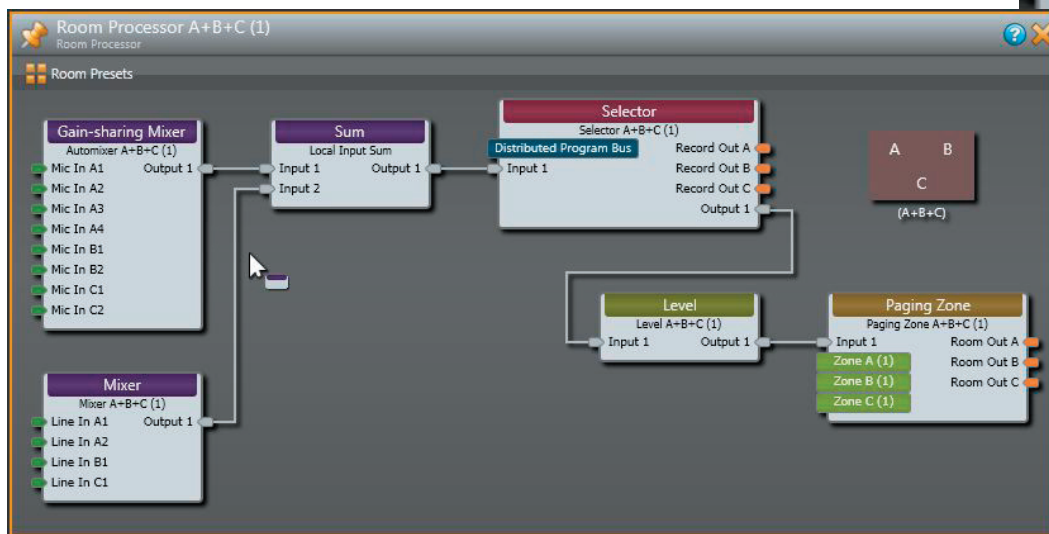 Room Processor A+B+C (1)
Room Processor
?
Room Presets
Gain-sharing Mixer
Automixer A+B+C (1)
Mic In A1 Output 1
Mic In A2
Mic In A3
Mic In A4
Mic In B1
Mic In B2
Mic In C1
Mic In C2
Sum
Local Input Sum
Input 1 Output 1
Input 2
Selector
Selector A+B+C (1)
Distributed Program Bus Record Out A
Input 1 Record Out B
Record Out C
Output 1
A B
C
(A+B+C)
Level
Level A+B+C (1)
Input 1 Output 1
Paging Zone
Paging Zone A+B+C (1)
Input 1 Room Out A
Zone A (1) Room Out B
Zone B (1) Room Out C
Zone C (1)
Mixer
Mixer A+B+C (1)
Line In A1 Output 1
Line In A2
Line In B1
Line In C1